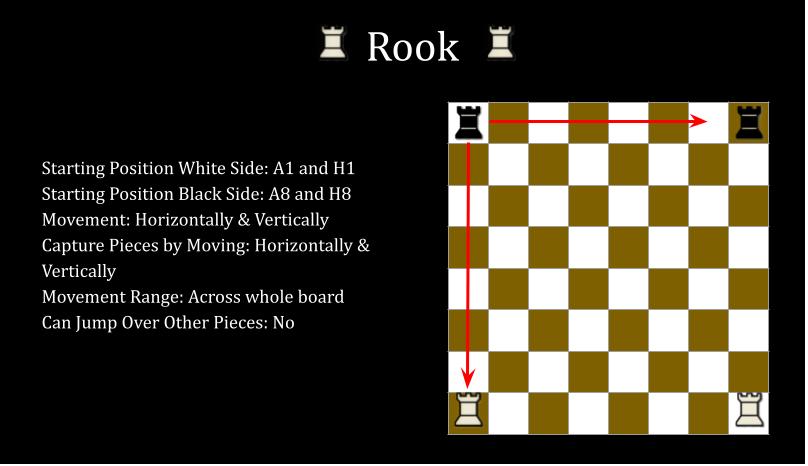 Rook
Starting Position White Side: A1 and H1
Starting Position Black Side: A8 and H8
Movement: Horizontally & Vertically
Capture Pieces by Moving: Horizontally &
Vertically
Movement Range: Across whole board
Can Jump Over Other Pieces: No